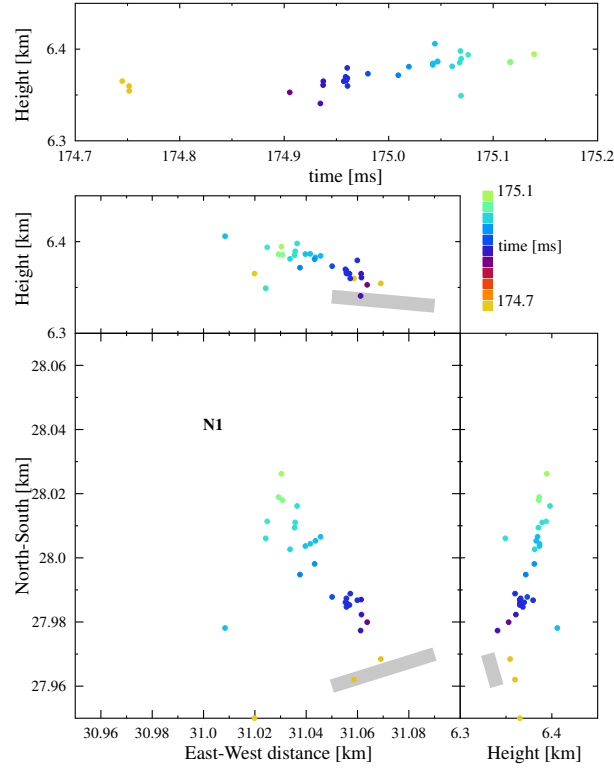 Height [km]
6.4
6.3
174.7 174.8 174.9 175.0 175.1 175.2
time [ms]
Height [km]
6.4
6.3
175.1
time [ms]
174.7
North-South [km]
28.06
28.04
28.02
28.0
27.98
27.96
N1
30.96 30.98 31.0 31.02 31.04 31.06 31.08
East-West distance [km]
6.3 6.4
Height [km]